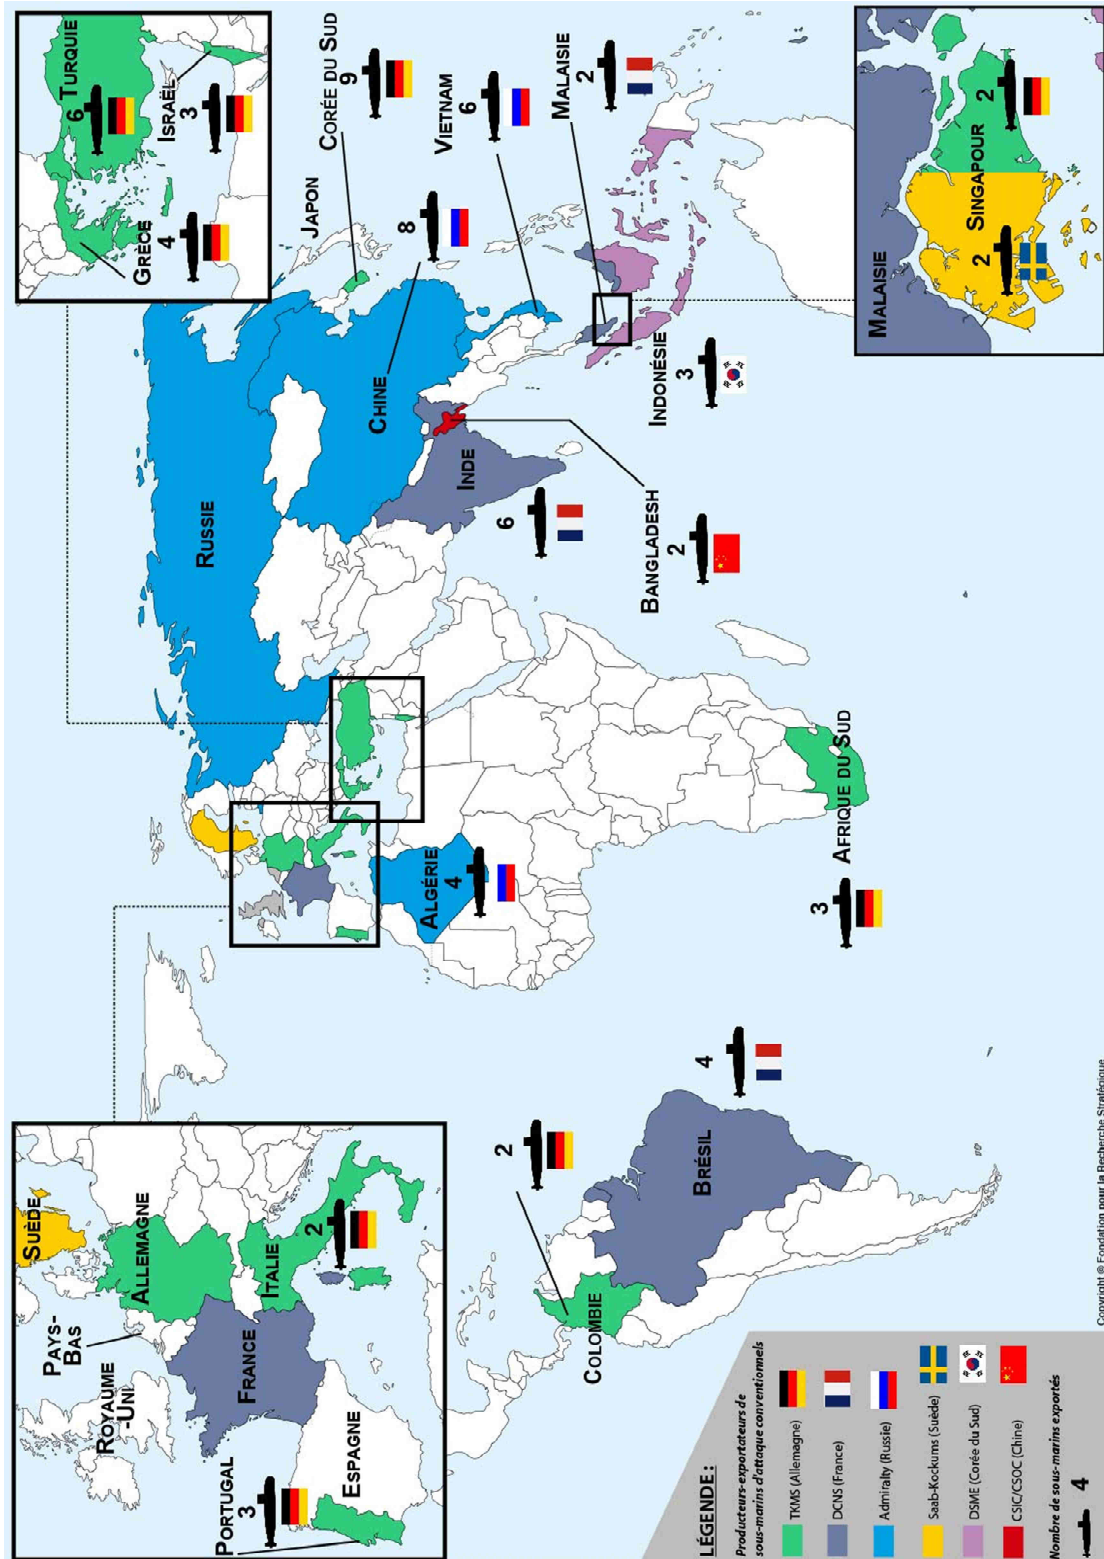 SUÈDE
PAYS-
BAS
ROYAUME
-UNI
ALLEMAGNE
FRANCE
ITALIE
2
PORTUGAL
3
ESPAGNE
RUSSIE
CHINE
8
JAPON
CORÉE DU SUD
9
VIETNAM
6
MALAISIE
2
INDE
6
BANGLADESH
2
INDONÉSIE
3
ALGÉRIE
4
AFRIQUE DU SUD
3
COLOMBIE
2
BRÉSIL
4
TURQUIE
6
GRÈCE
4
ISRAËL
3
MALAISIE
SINGAPOUR
2
2
LÉGENDE :
Producteurs-exportateurs de
sous-marins d'attaque conventionnels
TKMS (Allemagne)
DCNS (France)
Admiralty (Russie)
Saab-Kockums (Suède)
DSME (Corée du Sud)
CSIC/CSOC (Chine)
Nombre de sous-marins exportés
4
Copyright © Fondation pour la Recherche Stratégique